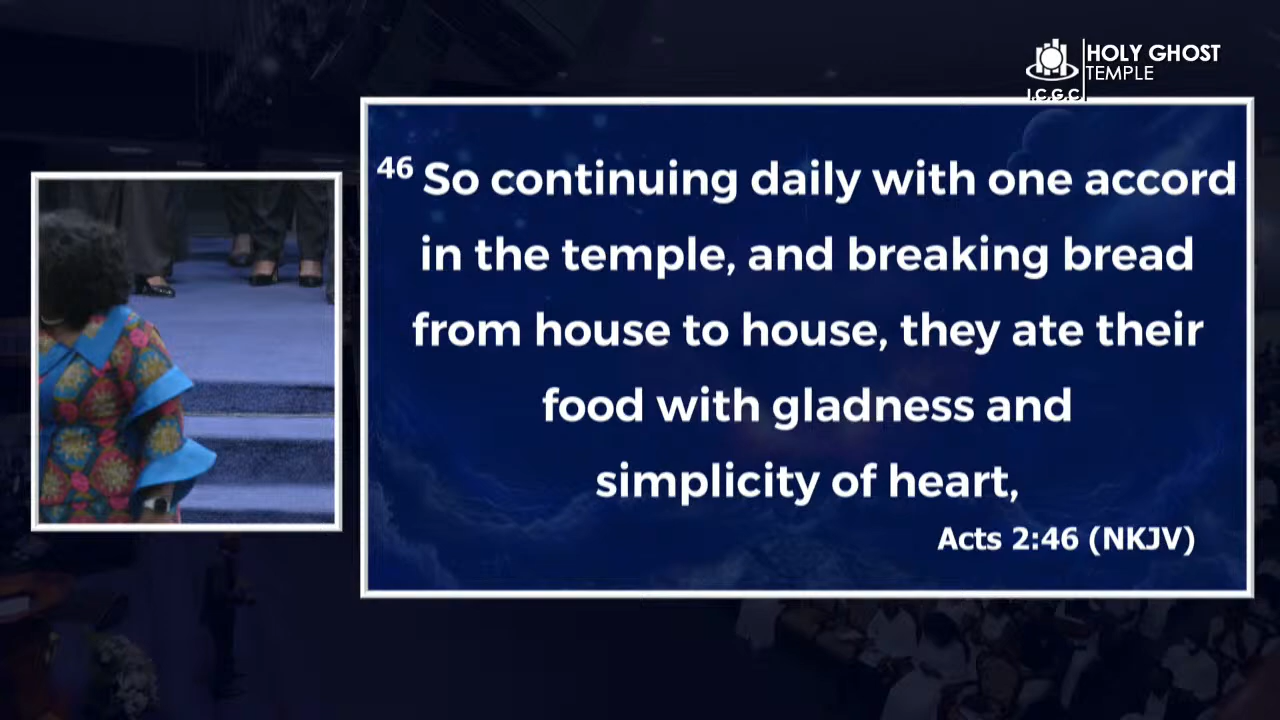 HOLY GHOST
TEMPLE
I.C.G.C
46 So continuing daily with one accord
in the temple, and breaking bread
from house to house, they ate their
food with gladness and
simplicity of heart,
Acts 2:46 (NKJV)